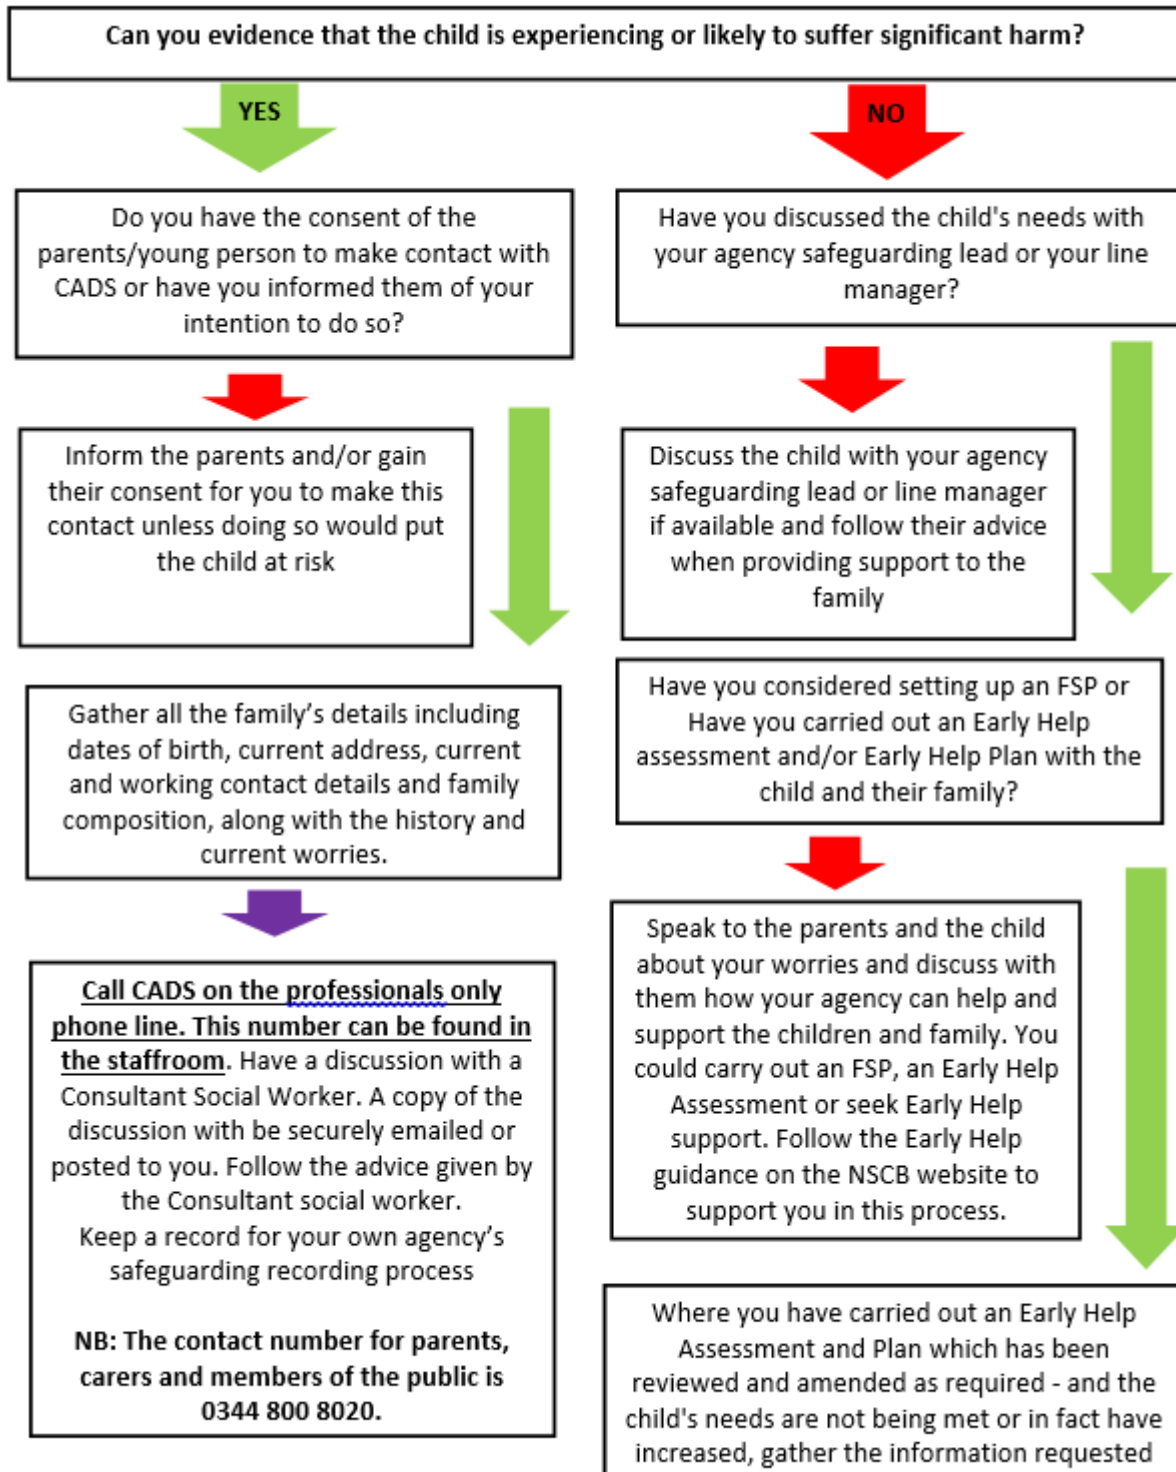 Can you evidence that the child is experiencing or likely to suffer significant harm?
YES
NO
Do you have the consent of the
parents/young person to make contact with
CADS or have you informed them of your
intention to do so?
Have you discussed the child's needs with
your agency safeguarding lead or your line
manager?
Inform the parents and/or gain
their consent for you to make this
contact unless doing so would put
the child at risk
Discuss the child with your agency
safeguarding lead or line manager
if available and follow their advice
when providing support to the
family
Gather all the family’s details including
dates of birth, current address, current
and working contact details and family
composition, along with the history and
current worries.
Have you considered setting up an FSP or
Have you carried out an Early Help
assessment and/or Early Help Plan with the
child and their family?
Call CADS on the professionals only
phone line. This number can be found in
the staffroom. Have a discussion with a
Consultant Social Worker. A copy of the
discussion with be securely emailed or
posted to you. Follow the advice given by
the Consultant social worker.
Keep a record for your own agency’s
safeguarding recording process
NB: The contact number for parents,
carers and members of the public is
0344 800 8020.
Speak to the parents and the child
about your worries and discuss with
them how your agency can help and
support the children and family. You
could carry out an FSP, an Early Help
Assessment or seek Early Help
support. Follow the Early Help
guidance on the NSCB website to
support you in this process.
Where you have carried out an Early Help
Assessment and Plan which has been
reviewed and amended as required - and the
child's needs are not being met or in fact have
increased, gather the information requested